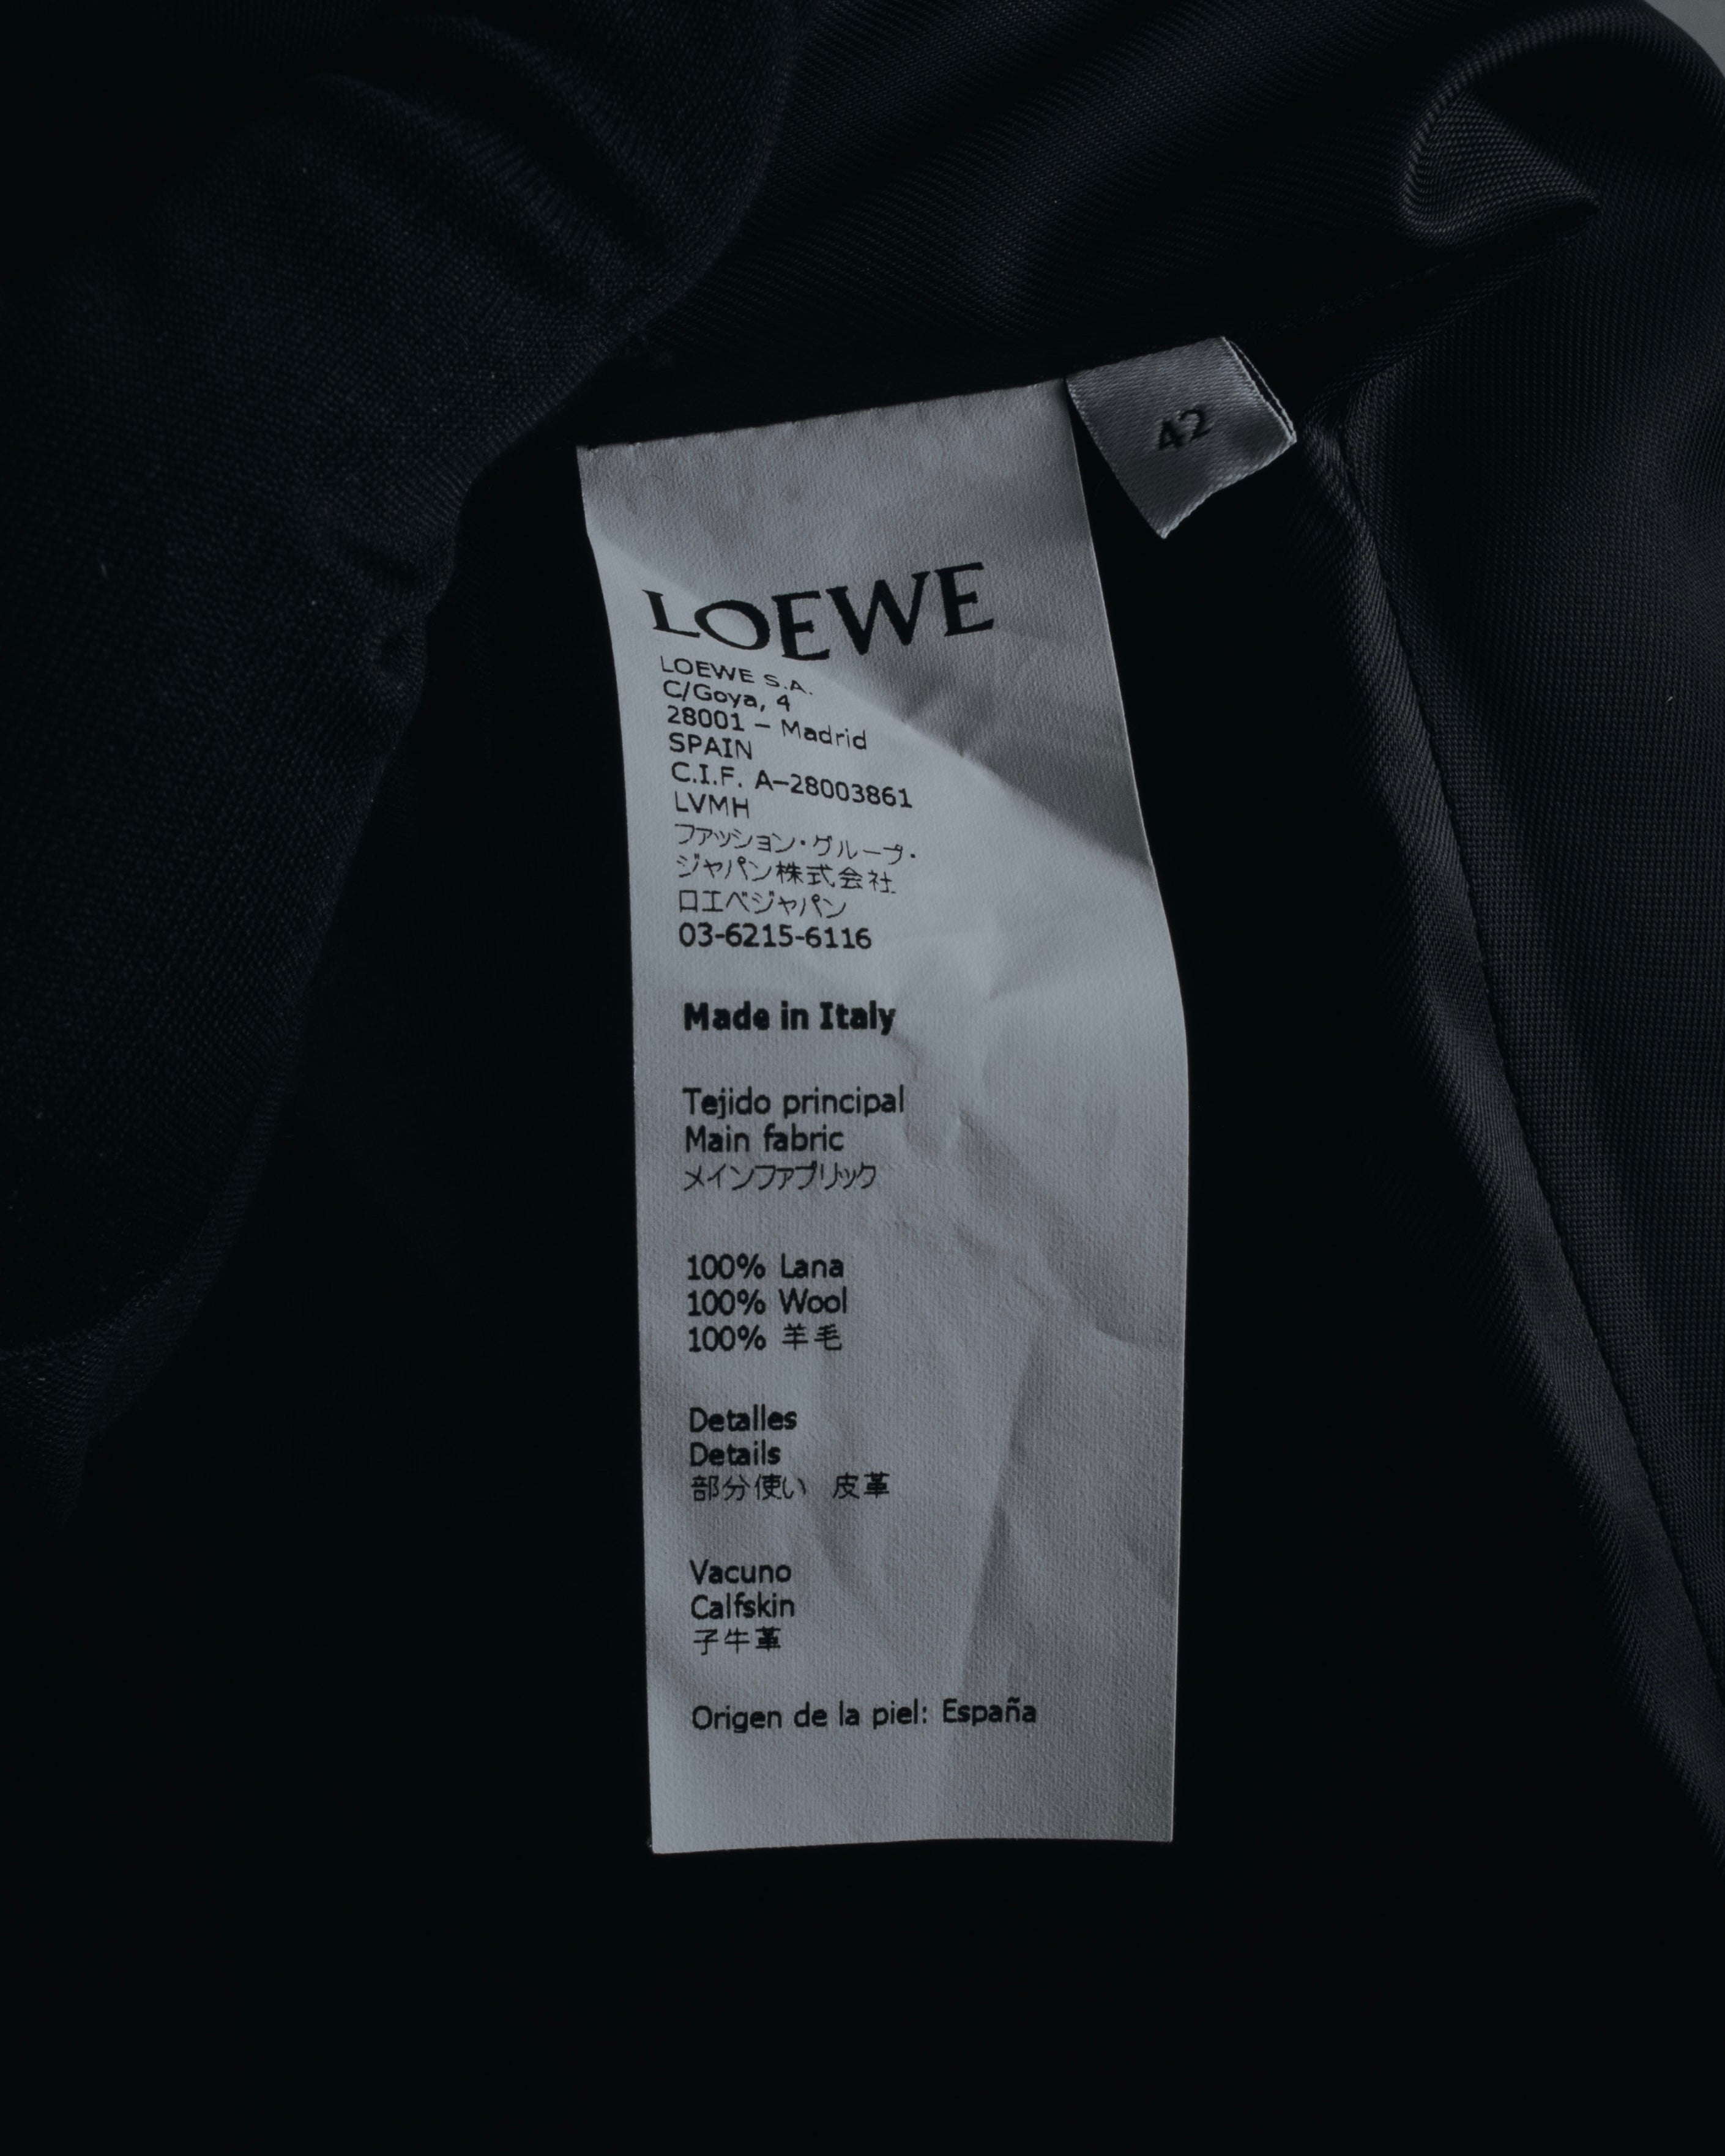 42
LOEWE
LOEWE S.A.
C/Goya, 4
28001 – Madrid
SPAIN
C.I.F. A–28003861
LVMH
ファッション・グループ・
ジャパン株式会社
ロエベジャパン
03-6215-6116
Made in Italy
Tejido principal
Main fabric
メインファブリック
100% Lana
100% Wool
100% 羊毛
Detalles
Details
部分使い 皮革
Vacuno
Calfskin
子牛革
Origen de la piel: España